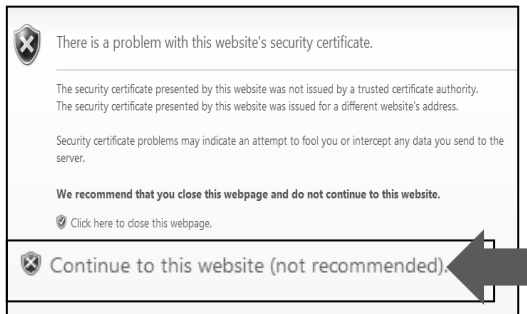 There is a problem with this website's security certificate.
The security certificate presented by this website was not issued by a trusted certificate authority.
The security certificate presented by this website was issued for a different website's address.
Security certificate problems may indicate an attempt to fool you or intercept any data you send to the
server.
We recommend that you close this webpage and do not continue to this website.
Click here to close this webpage.
Continue to this website (not recommended).